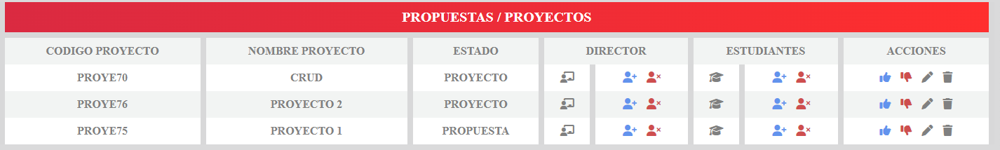 PROPUESTAS / PROYECTOS
CODIGO PROYECTO NOMBRE PROYECTO ESTADO DIRECTOR ESTUDIANTES ACCIONES
PROYE70 CRUD PROYECTO
PROYE76 PROYECTO 2 PROYECTO
PROYE75 PROYECTO 1 PROPUESTA